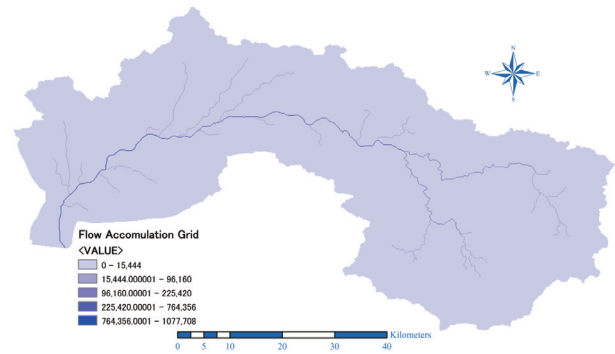 N
W E
S
Flow Accomulation Grid
<VALUE>
0 - 15,444
15,444.000001 - 96,160
96,160.00001 - 225,420
225,420.00001 - 764,356
764,356.0001 - 1077,708
Kilometers
0 5 10 20 30 40